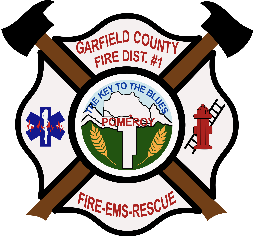 GARFIELD COUNTY
FIRE DIST. #1
THE KEY TO THE BLUES
POMEROY
FIRE-EMS-RESCUE